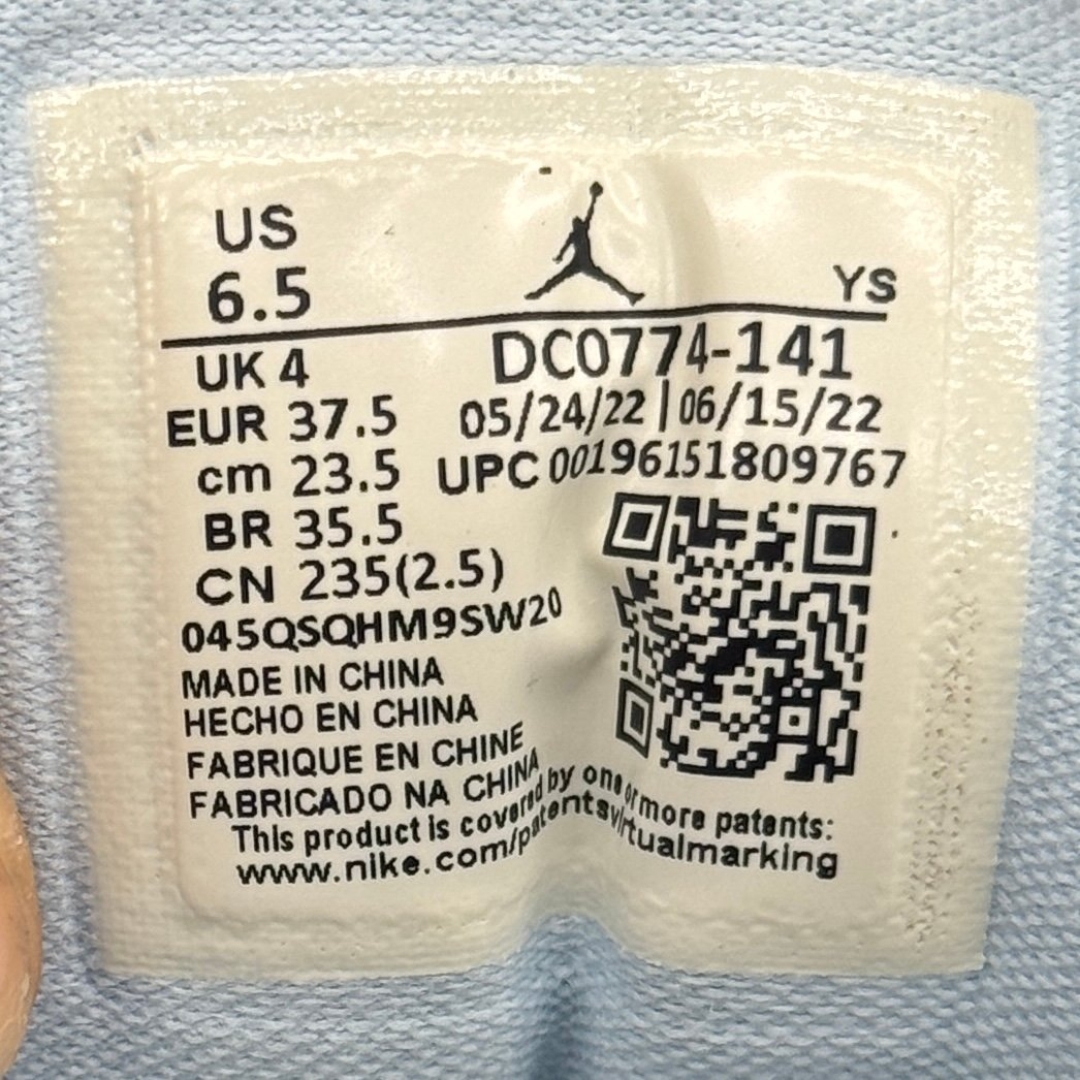 US
6.5
YS
UK 4
DC0774-141
EUR 37.5
05/24/22 | 06/15/22
cm 23.5
UPC 00196151809767
BR 35.5
CN 235(2.5)
045QSQHM9SW20
MADE IN CHINA
HECHO EN CHINA
FABRIQUE EN CHINE
FABRICADO NA CHINA
This product is covered by one or more patents:
www.nike.com/patentsvirtualmarking